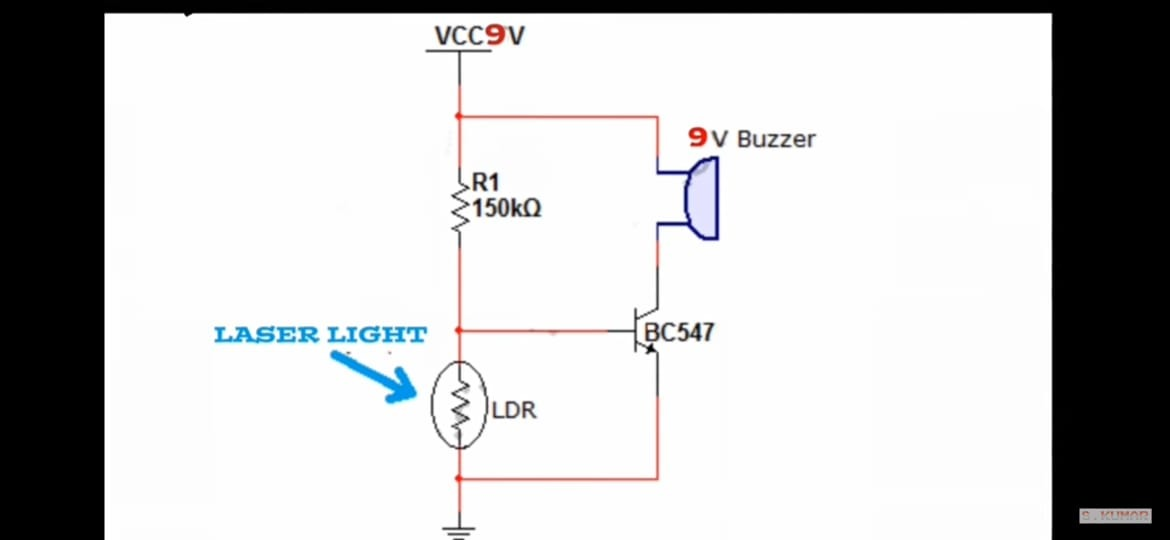 VCC9V
9V Buzzer
R1
150kΩ
LASER LIGHT
BC547
LDR
S.KUMAR